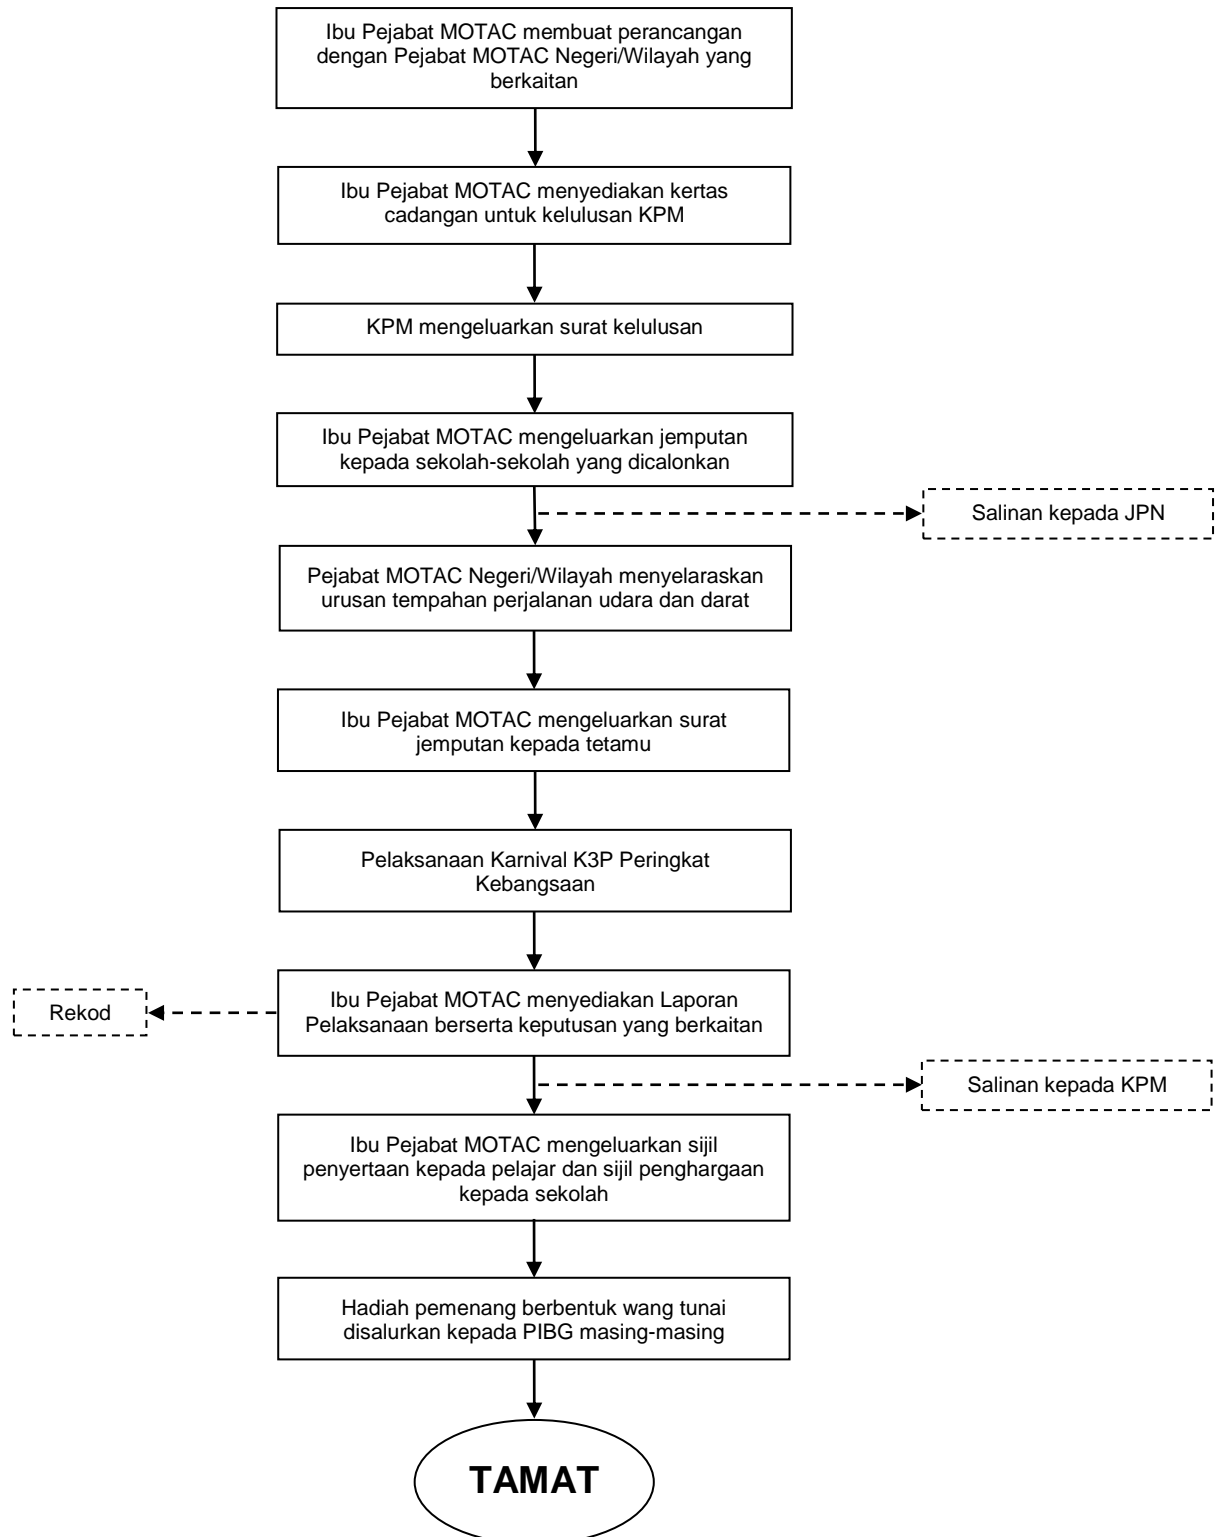 Ibu Pejabat MOTAC membuat perancangan
dengan Pejabat MOTAC Negeri/Wilayah yang
berkaitan
Ibu Pejabat MOTAC menyediakan kertas
cadangan untuk kelulusan KPM
KPM mengeluarkan surat kelulusan
Ibu Pejabat MOTAC mengeluarkan jemputan
kepada sekolah-sekolah yang dicalonkan
Salinan kepada JPN
Pejabat MOTAC Negeri/Wilayah menyelaraskan
urusan tempahan perjalanan udara dan darat
Ibu Pejabat MOTAC mengeluarkan surat
jemputan kepada tetamu
Pelaksanaan Karnival K3P Peringkat
Kebangsaan
Ibu Pejabat MOTAC menyediakan Laporan
Pelaksanaan berserta keputusan yang berkaitan
Rekod
Salinan kepada KPM
Ibu Pejabat MOTAC mengeluarkan sijil
penyertaan kepada pelajar dan sijil penghargaan
kepada sekolah
Hadiah pemenang berbentuk wang tunai
disalurkan kepada PIBG masing-masing
TAMAT